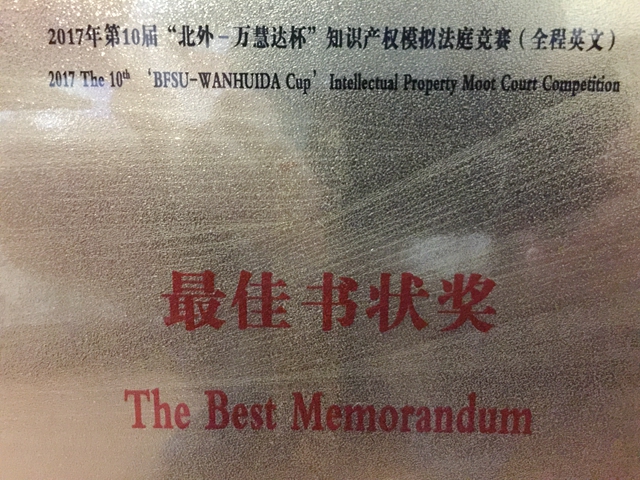 2017年第10届“北外－万慧达杯”知识产权模拟法庭竞赛（全程英文）
2017 The 10th ‘BFSU-WANHUIDA Cup’ Intellectual Property Moot Court Competition
最佳书状奖
The Best Memorandum